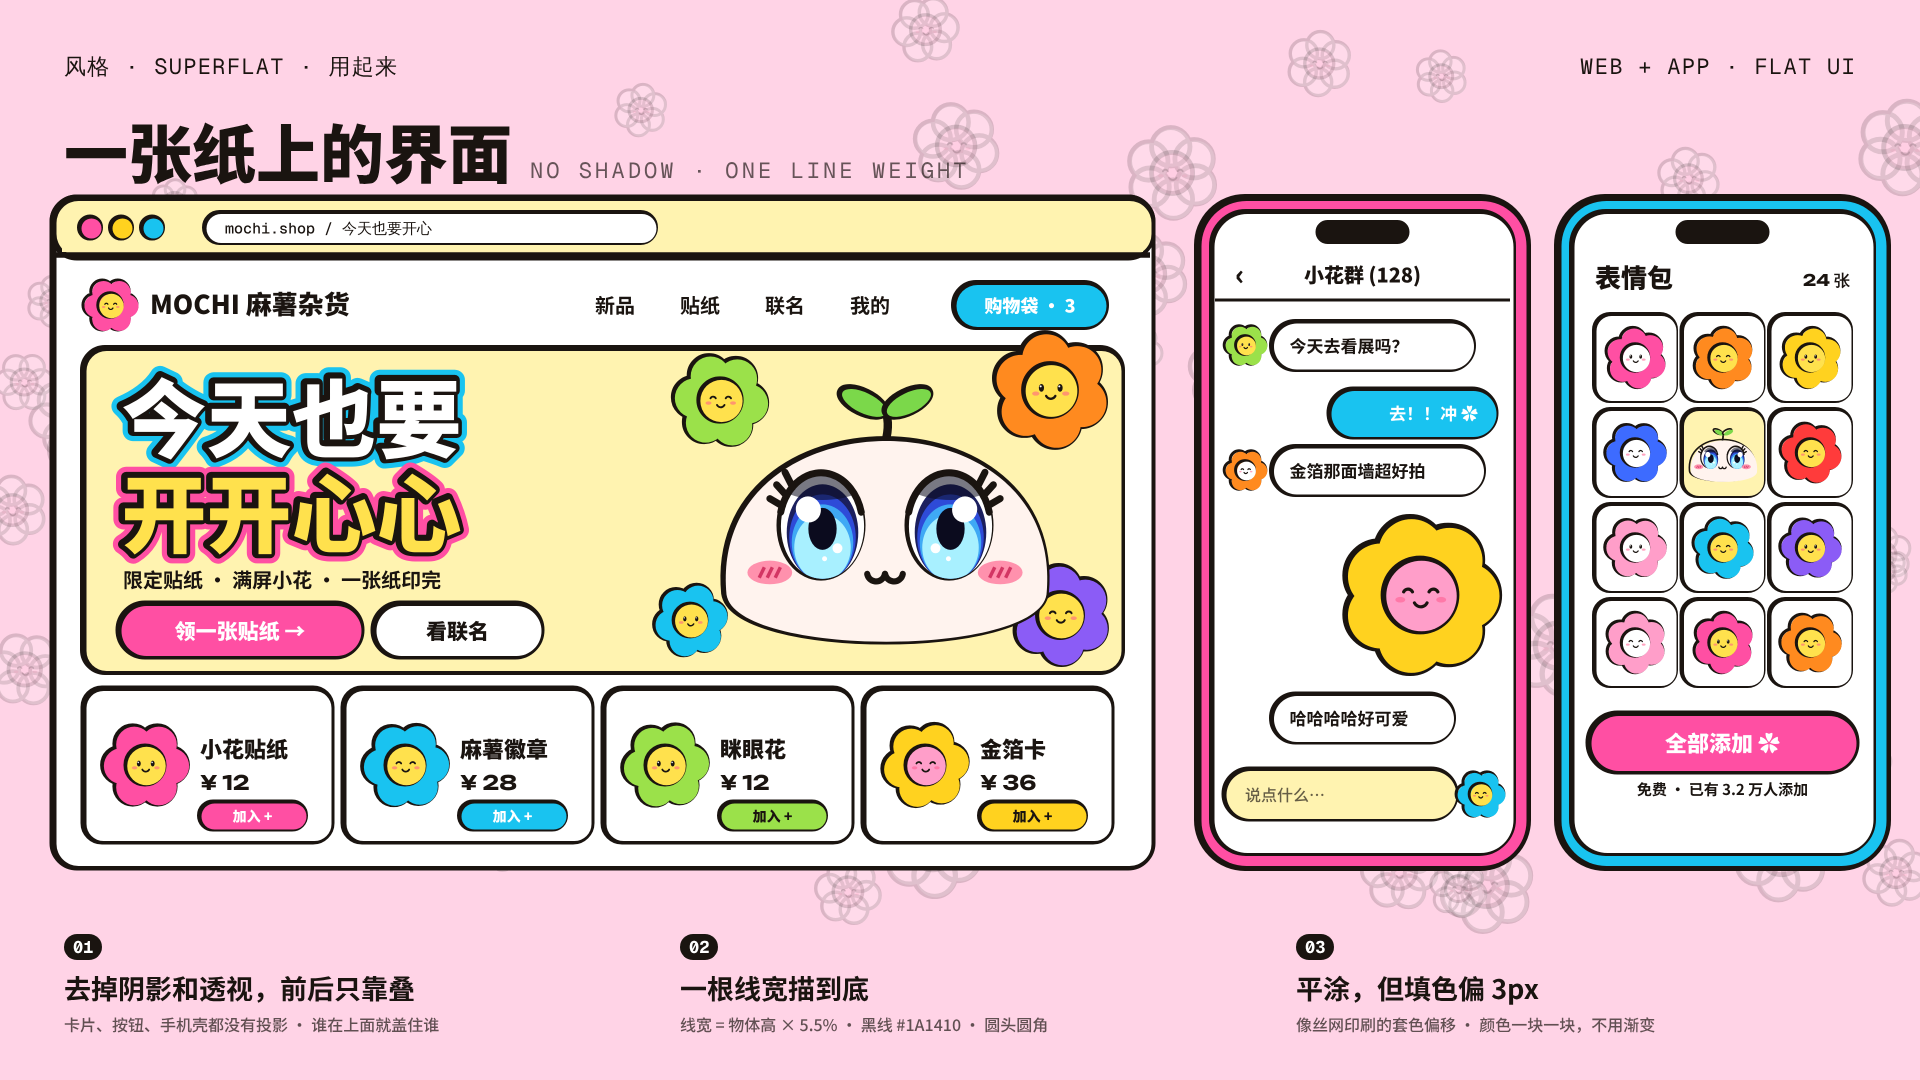 风格 · SUPERFLAT · 用起来
WEB + APP · FLAT UI
一张纸上的界面
NO SHADOW · ONE LINE WEIGHT
mochi.shop / 今天也要开心
MOCHI 麻薯杂货
新品
贴纸
联名
我的
购物袋 · 3
今天也要
开开心心
限定贴纸 · 满屏小花 · 一张纸印完
领一张贴纸 →
看联名
小花贴纸
¥ 12
加入 +
麻薯徽章
¥ 28
加入 +
眯眼花
¥ 12
加入 +
金箔卡
¥ 36
加入 +
‹
小花群 (128)
今天去看展吗?
去！！冲 ✽
金箔那面墙超好拍
哈哈哈哈好可爱
说点什么…
表情包
24 张
全部添加 ✽
免费 · 已有 3.2 万人添加
01
去掉阴影和透视，前后只靠叠
卡片、按钮、手机壳都没有投影 · 谁在上面就盖住谁
02
一根线宽描到底
线宽 = 物体高 × 5.5% · 黑线 #1A1410 · 圆头圆角
03
平涂，但填色偏 3px
像丝网印刷的套色偏移 · 颜色一块一块，不用渐变